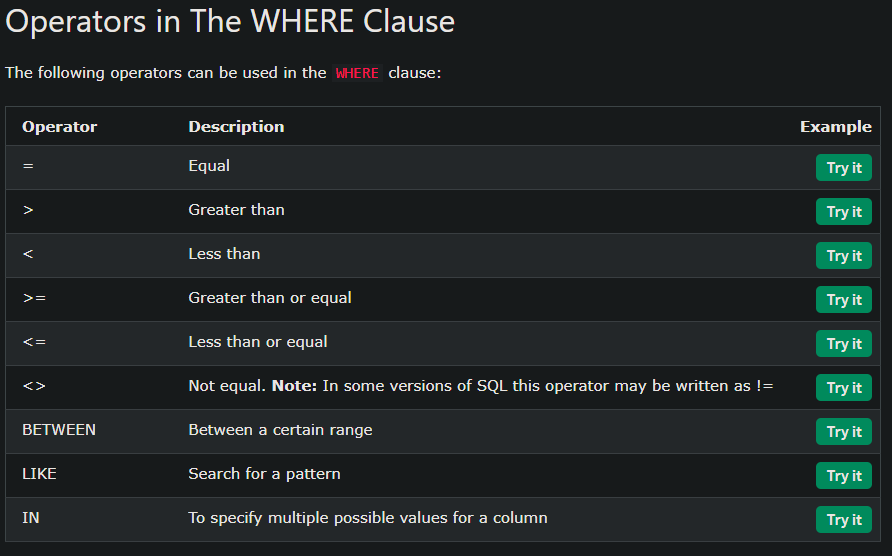 Operators in The WHERE Clause
The following operators can be used in the WHERE clause:
Operator Description Example
= Equal Try it
> Greater than Try it
< Less than Try it
>= Greater than or equal Try it
<= Less than or equal Try it
<> Not equal. Note: In some versions of SQL this operator may be written as != Try it
BETWEEN Between a certain range Try it
LIKE Search for a pattern Try it
IN To specify multiple possible values for a column Try it